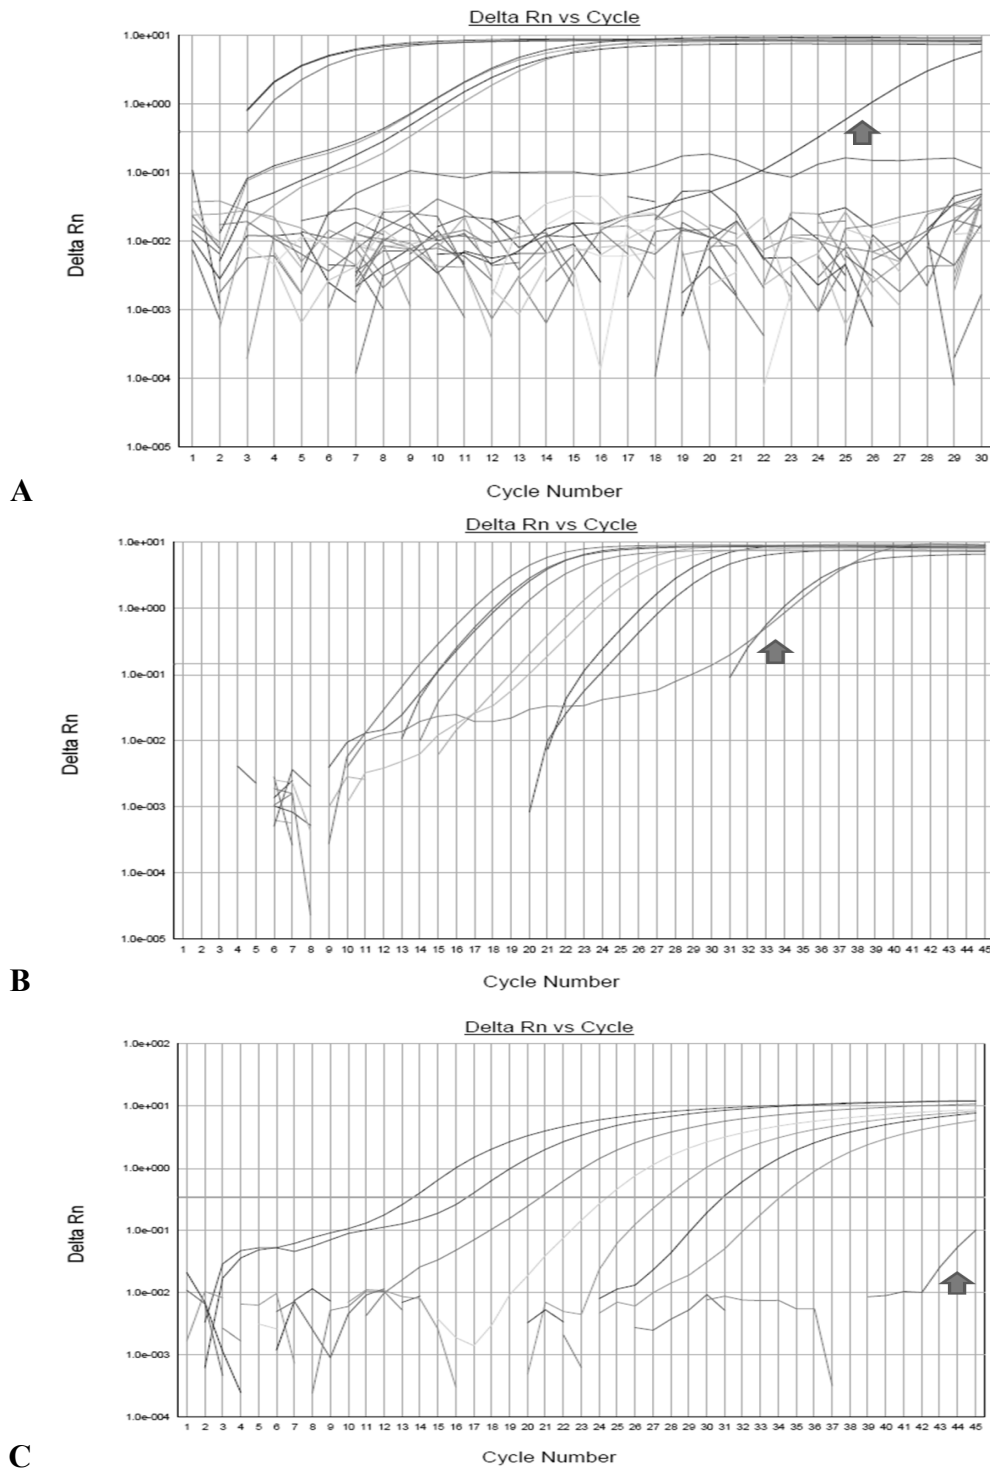 Delta Rn vs Cycle
1.0e+001
1.0e+000
1.0e-001
1.0e-002
1.0e-003
1.0e-004
1.0e-005
Delta Rn
1 2 3 4 5 6 7 8 9 10 11 12 13 14 15 16 17 18 19 20 21 22 23 24 25 26 27 28 29 30
Cycle Number
A
Delta Rn vs Cycle
1.0e+001
1.0e+000
1.0e-001
1.0e-002
1.0e-003
1.0e-004
1.0e-005
Delta Rn
1 2 3 4 5 6 7 8 9 10 11 12 13 14 15 16 17 18 19 20 21 22 23 24 25 26 27 28 29 30 31 32 33 34 35 36 37 38 39 40 41 42 43 44 45
Cycle Number
B
Delta Rn vs Cycle
1.0e+002
1.0e+001
1.0e+000
1.0e-001
1.0e-002
1.0e-003
1.0e-004
Delta Rn
1 2 3 4 5 6 7 8 9 10 11 12 13 14 15 16 17 18 19 20 21 22 23 24 25 26 27 28 29 30 31 32 33 34 35 36 37 38 39 40 41 42 43 44 45
Cycle Number
C